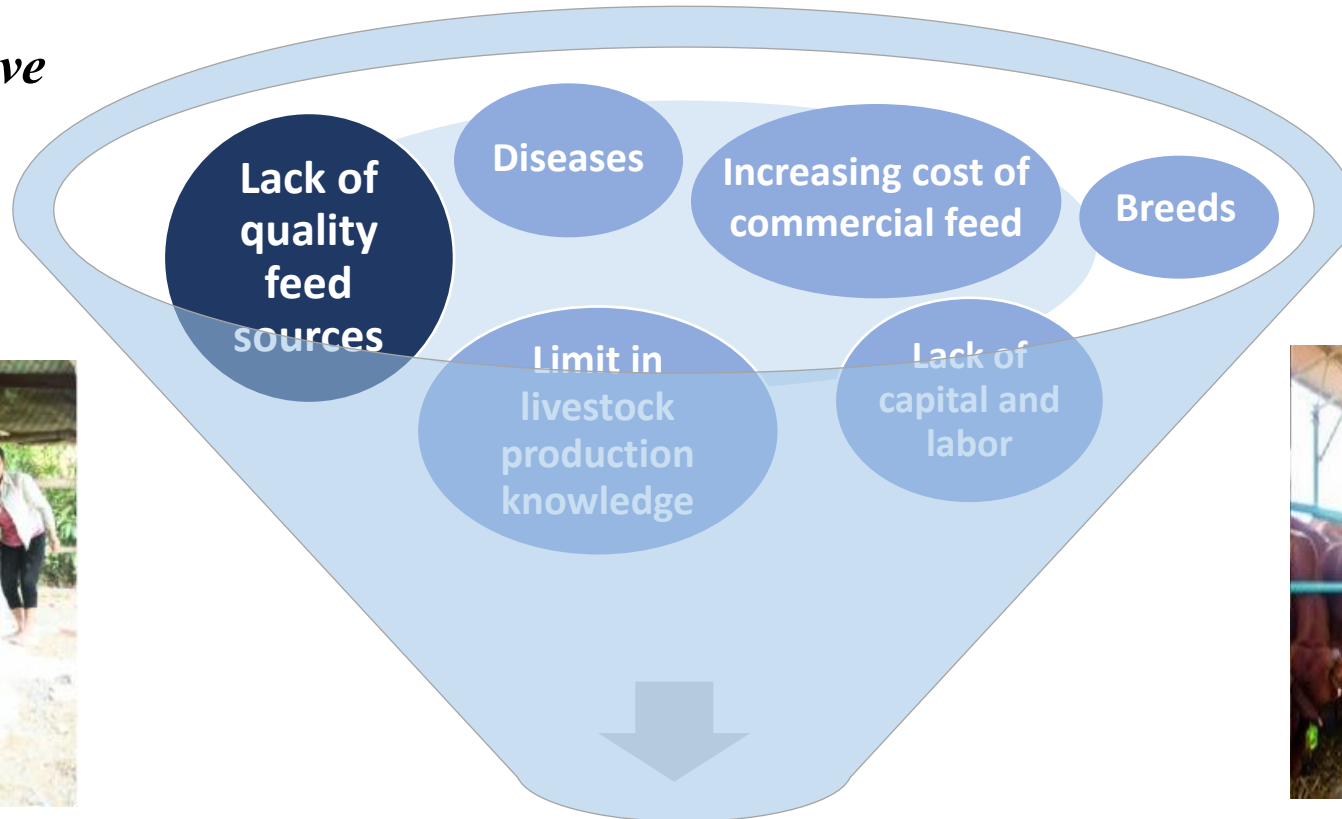 ve
Lack of
quality
feed
sources
Diseases
Increasing cost of
commercial feed
Breeds
Limit in
livestock
production
knowledge
Lack of
capital and
labor